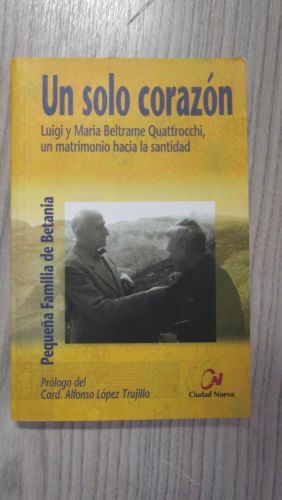 Un solo corazón
Luigi y Maria Beltrame Quattrocchi,
un matrimonio hacia la santidad
Pequeña Familia de Betania
Prólogo del
Card. Alfonso López Trujillo
Ciudad Nueva